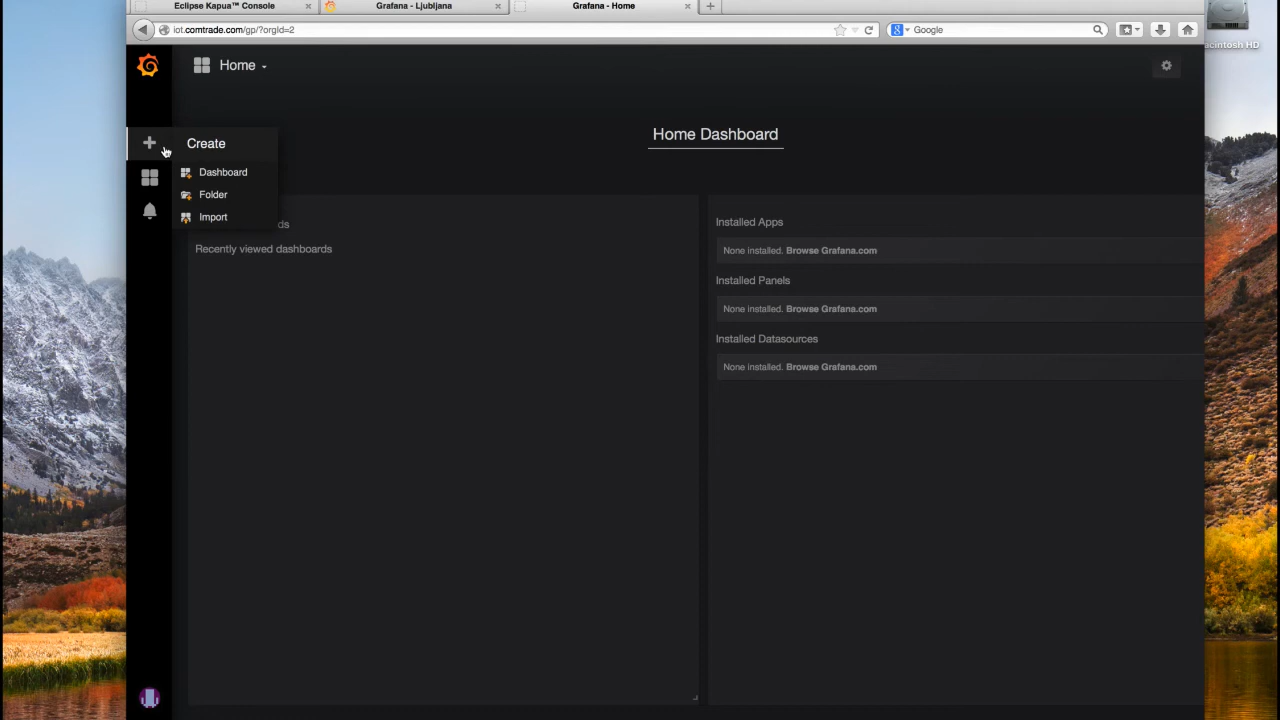 Eclipse Kapua™ Console
Grafana - Ljubljana
Grafana - Home
iot.comtrade.com/gp/?orgId=2
Google
acintosh HD
Home
Create
Dashboard
Folder
Import
Home Dashboard
ds
Recently viewed dashboards
Installed Apps
None installed. Browse Grafana.com
Installed Panels
None installed. Browse Grafana.com
Installed Datasources
None installed. Browse Grafana.com